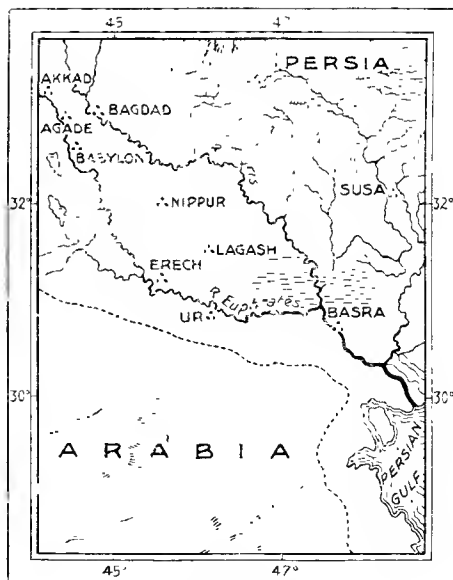 45
PERSIA
AKKAD
BAGDAD
AGADE
BABYLON
SUSA
32°
NIPPUR
32°
LAGASH
ERECH
R. Euphrates
UR
BASRA
30°
30°
ARABIA
PERSIAN
GULF
45°
47°